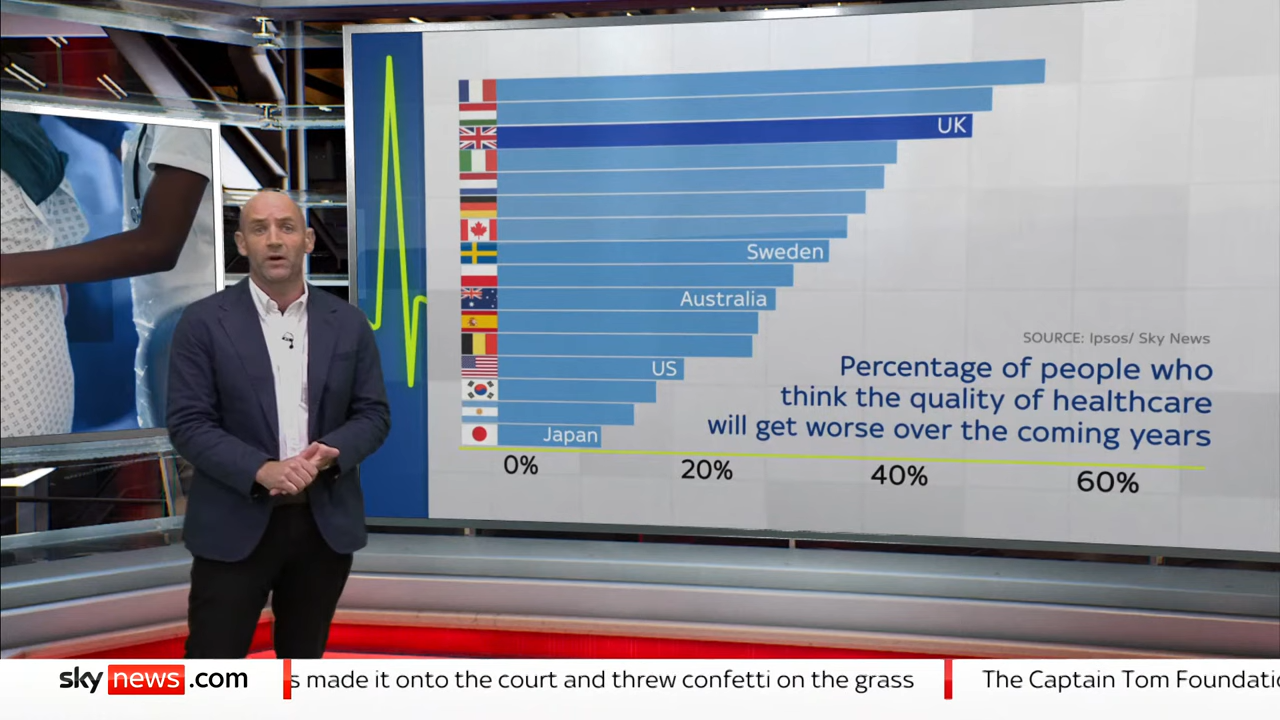 UK
Sweden
Australia
US
Japan
SOURCE: Ipsos/ Sky News
Percentage of people who
think the quality of healthcare
will get worse over the coming years
0% 20% 40% 60%
sky news.com
s made it onto the court and threw confetti on the grass
The Captain Tom Foundatio